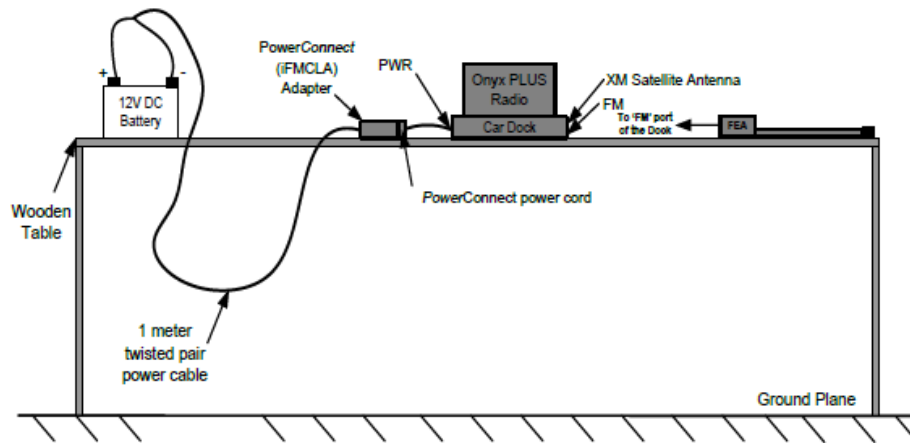 +
-
12V DC
Battery
PowerConnect
(iFMCLA)
Adapter
PWR
Onyx PLUS
Radio
Car Dock
XM Satellite Antenna
FM
To 'FM' port
of the Dook
FEA
Wooden
Table
PowerConnect power cord
1 meter
twisted pair
power cable
Ground Plane